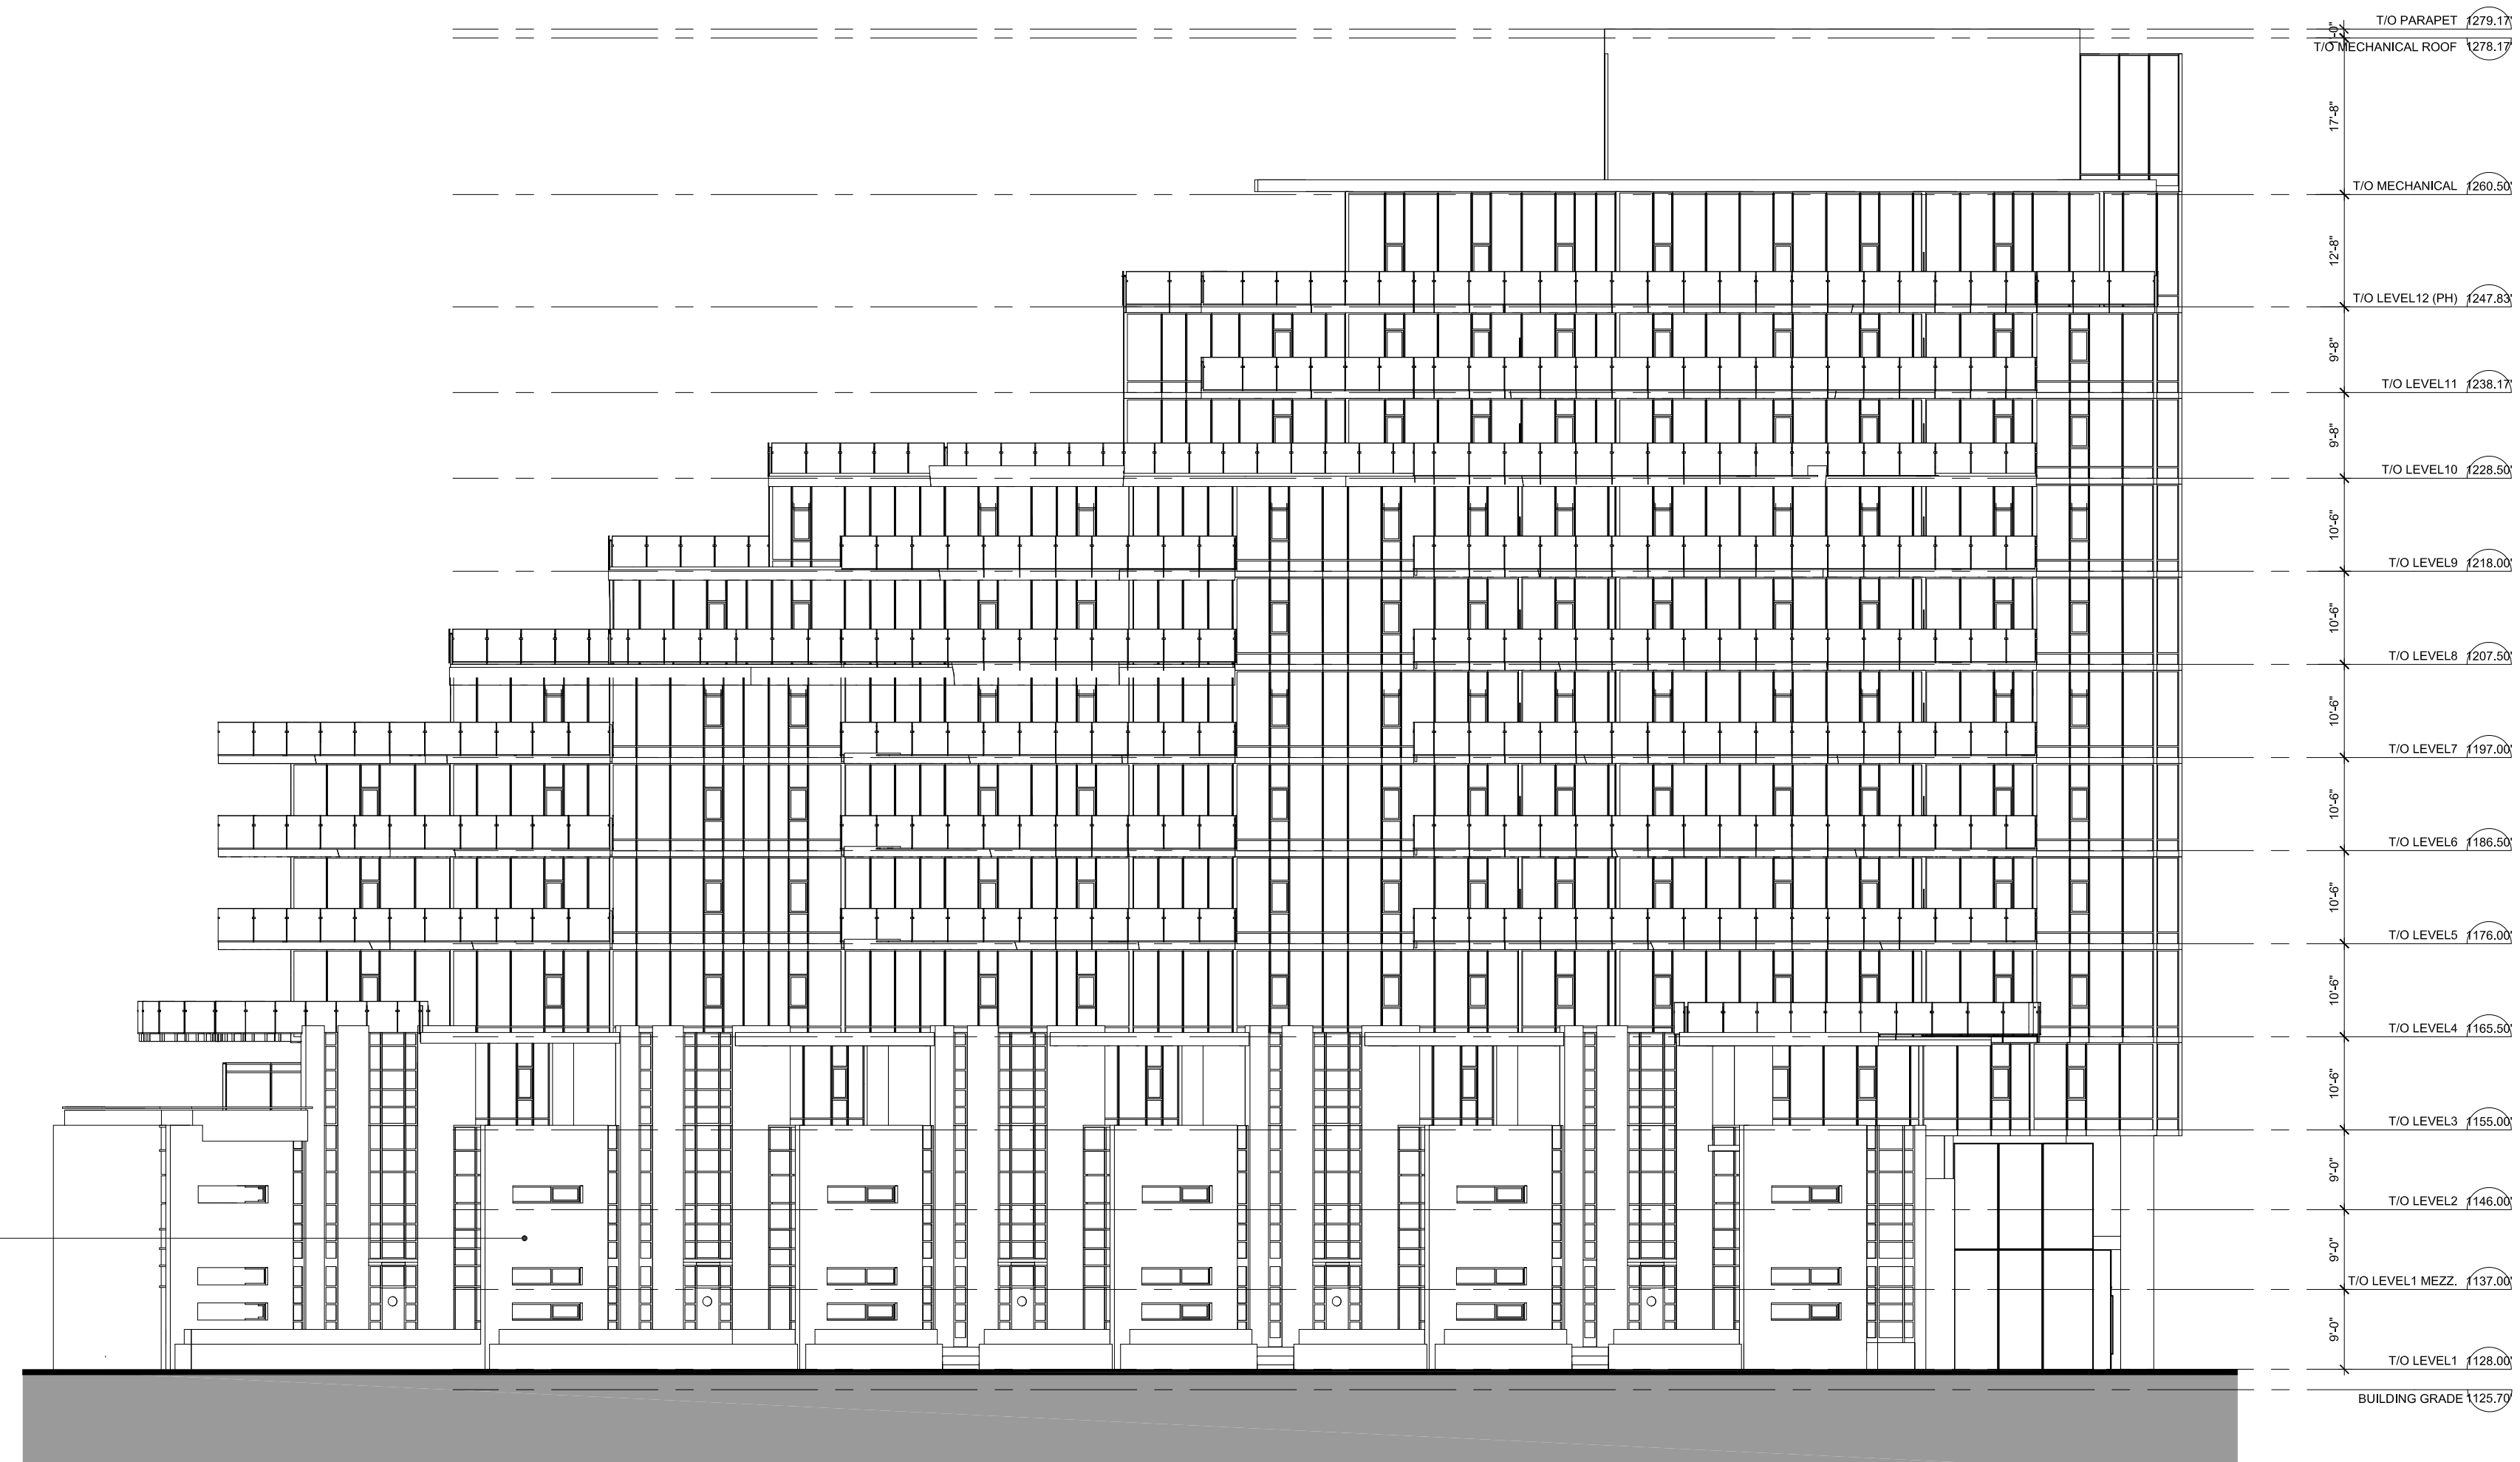 T/O PARAPET 1279.17'
1'-0"
T/O MECHANICAL ROOF 1278.17'
17'-8"
T/O MECHANICAL 1260.50'
12'-8"
T/O LEVEL12 (PH) 1247.83'
9'-8"
T/O LEVEL11 1238.17'
9'-8"
T/O LEVEL10 1228.50'
10'-6"
T/O LEVEL9 1218.00'
10'-6"
T/O LEVEL8 1207.50'
10'-6"
T/O LEVEL7 1197.00'
10'-6"
T/O LEVEL6 1186.50'
10'-6"
T/O LEVEL5 1176.00'
10'-6"
T/O LEVEL4 1165.50'
10'-6"
T/O LEVEL3 1155.00'
9'-0"
T/O LEVEL2 1146.00'
9'-0"
T/O LEVEL1 MEZZ. 1137.00'
9'-0"
T/O LEVEL1 1128.00'
BUILDING GRADE 1125.70'